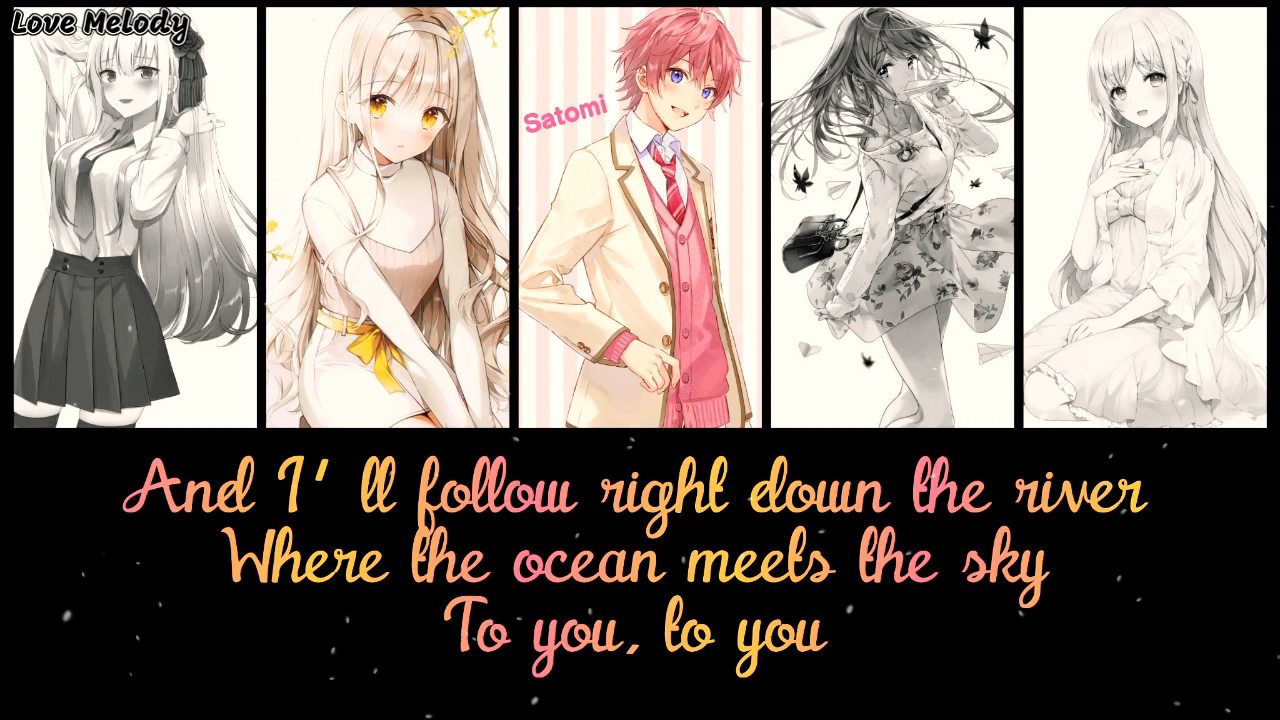 Love Melody
Satomi
And I'll follow right down the river
Where the ocean meets the sky
To you, to you